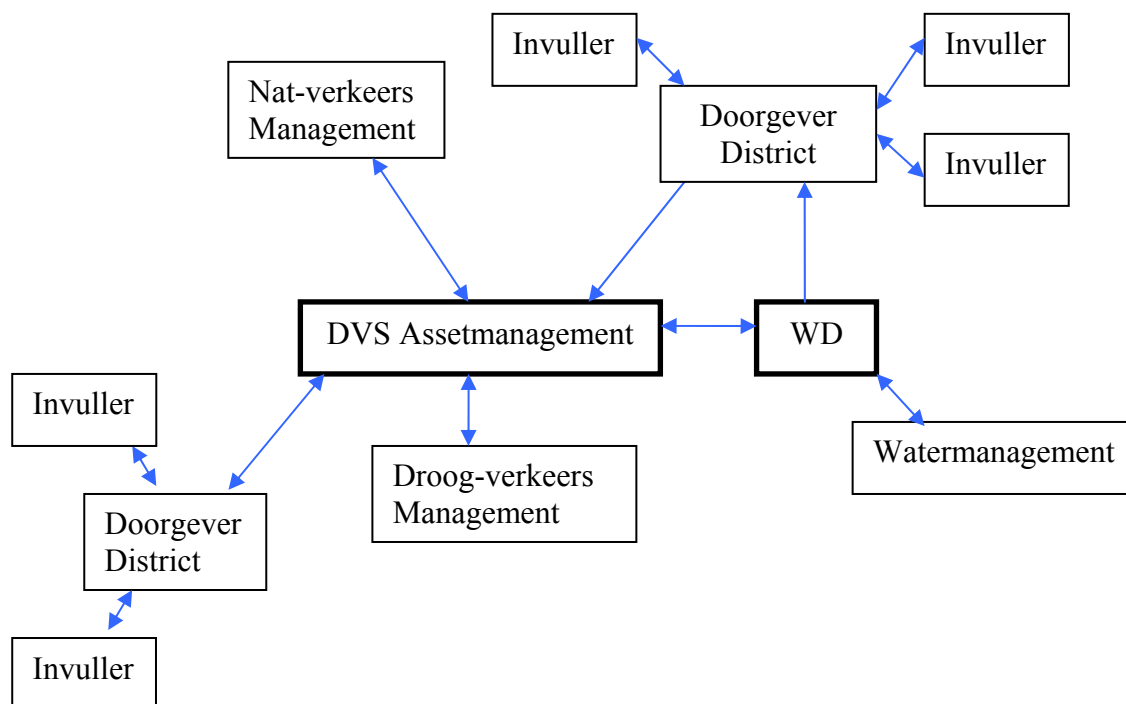 Invuller
Invuller
Nat-verkeers
Management
Doorgever
District
Invuller
DVS Assetmanagement
WD
Invuller
Watermanagement
Droog-verkeers
Management
Doorgever
District
Invuller